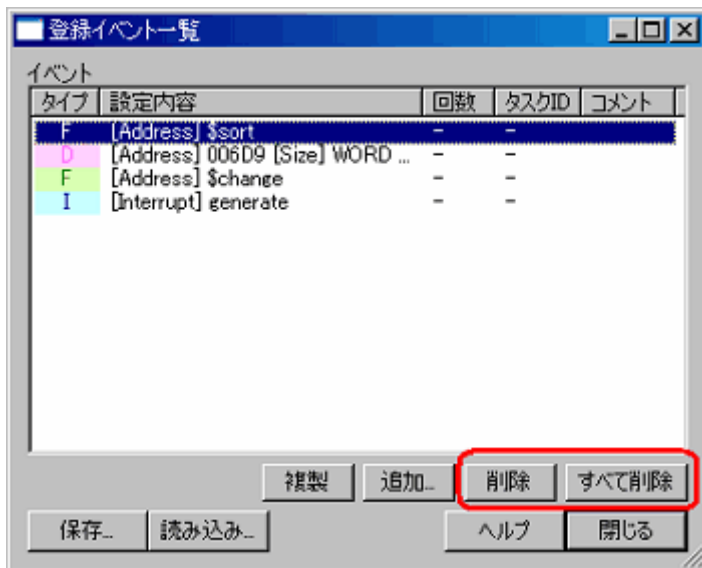 登録イベント一覧
イベント
タイプ 設定内容 回数 タスクID コメント
F [Address] $sort - -
D [Address] 006D9 [Size] WORD ... - -
F [Address] $change - -
I [Interrupt] generate - -
複製 追加... 削除 すべて削除
保存... 読み込み... ヘルプ 閉じる